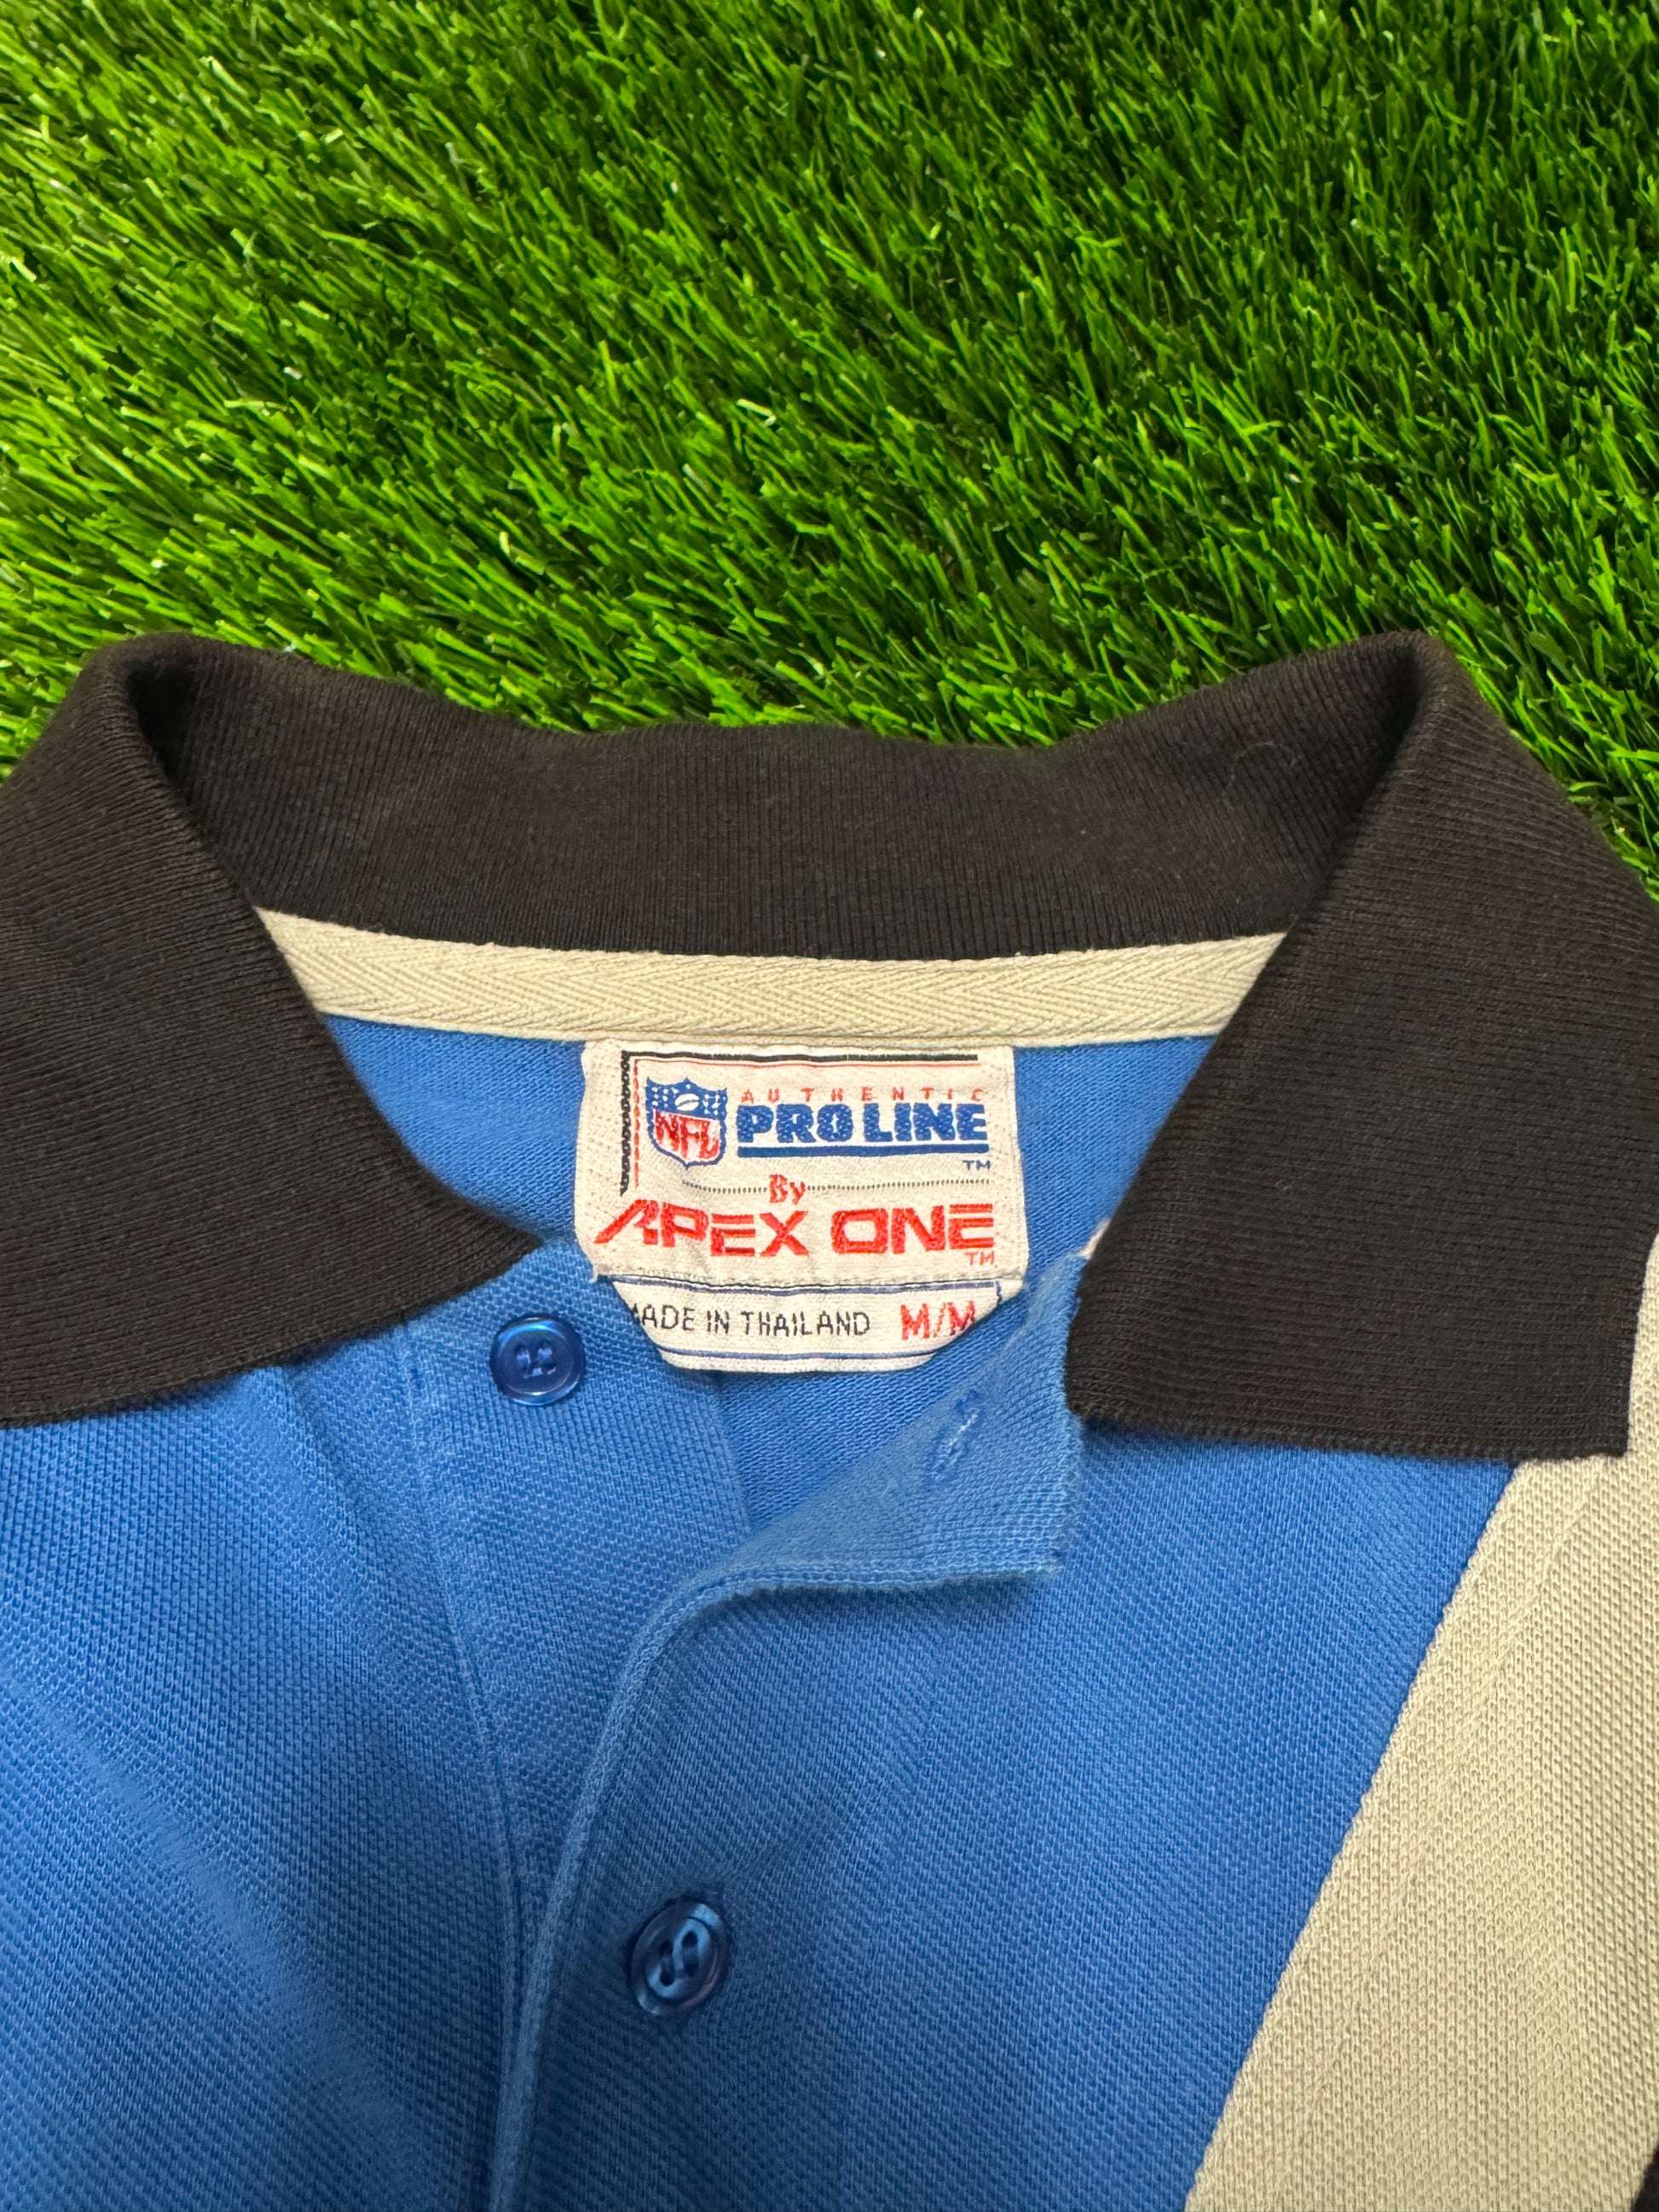 AUTHENTIC
NFL PRO LINE
TM
By
APEX ONE
TM
MADE IN THAILAND M/M